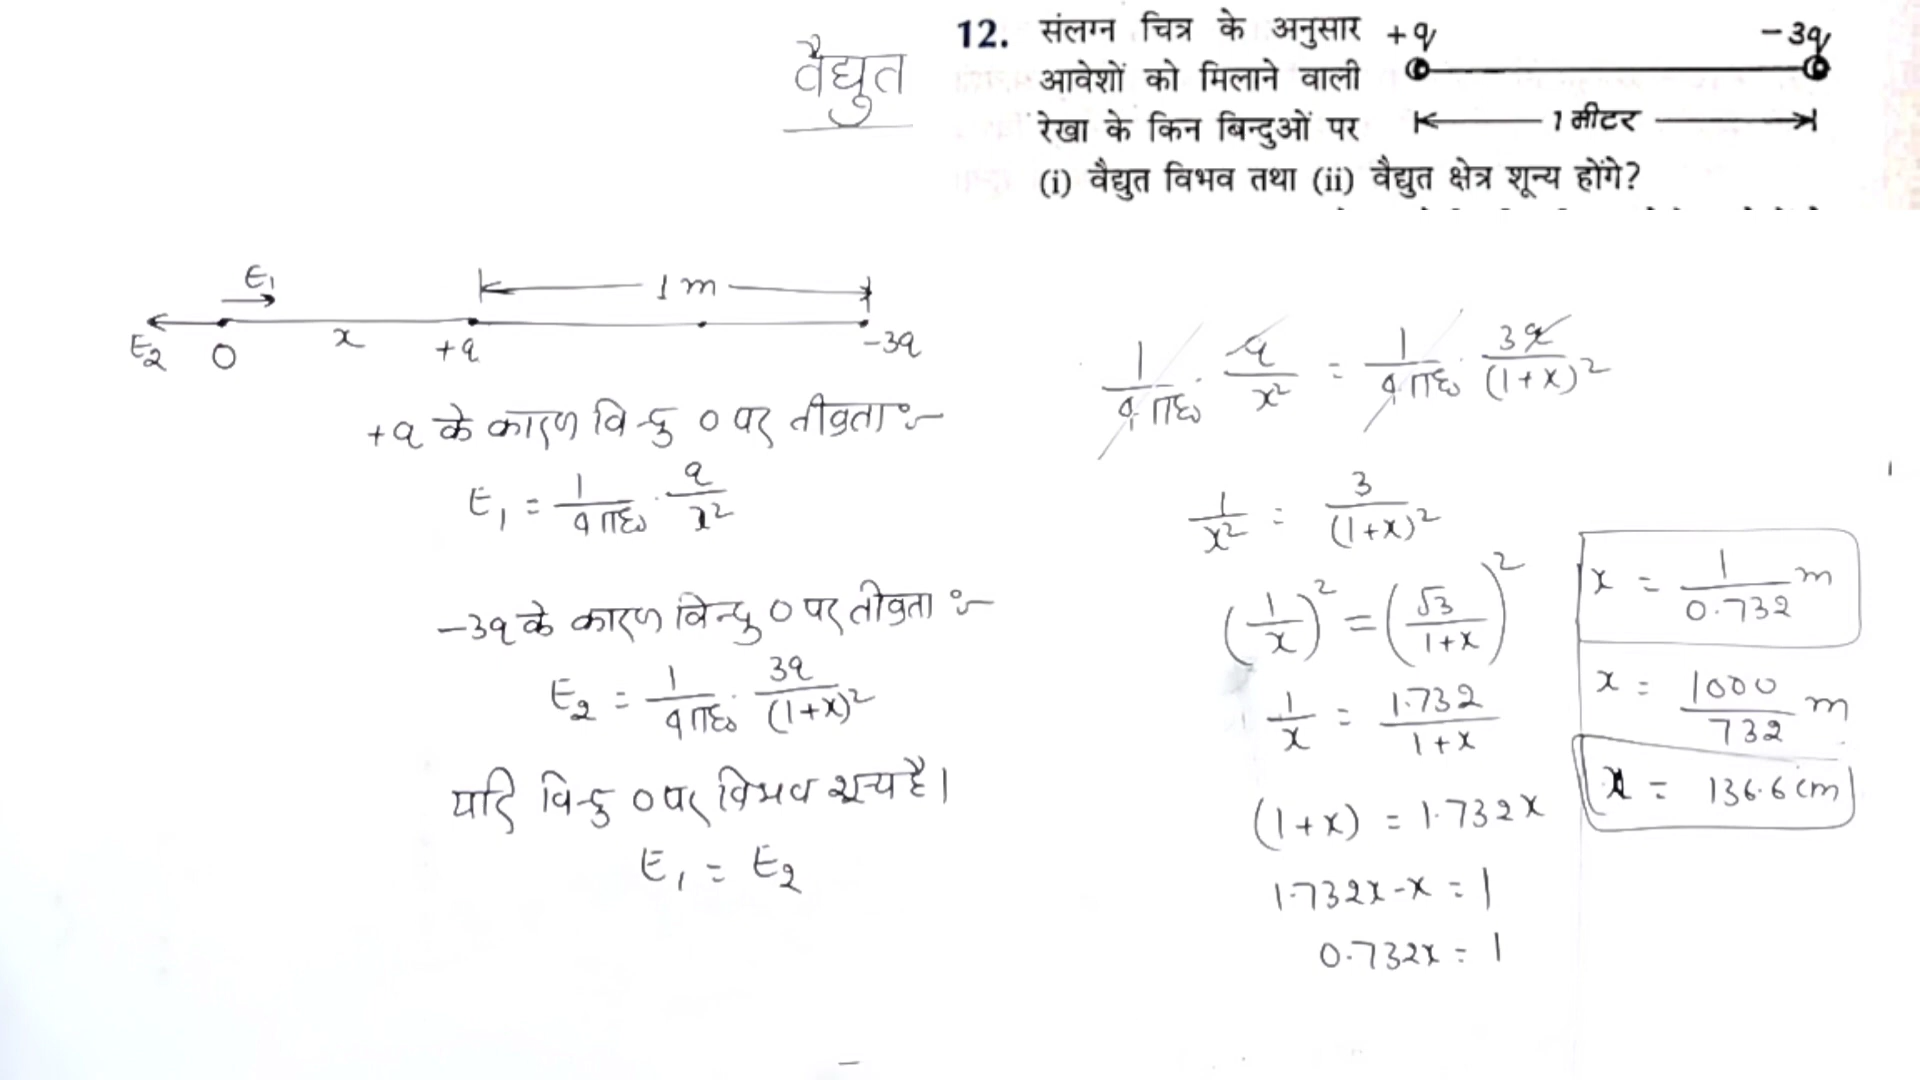 वैद्युत
12. संलग्न चित्र के अनुसार
आवेशों को मिलाने वाली
रेखा के किन बिन्दुओं पर
(i) वैद्युत विभव तथा (ii) वैद्युत क्षेत्र शून्य होंगे?
+q -3q
1 मीटर
E₁ 1 m
E₂ O x +q -3q
+q के कारण विन्दु O पर तीव्रता :-
E₁ = 1/4πε₀ · q/x²
-3q के कारण विन्दु O पर तीव्रता :-
E₂ = 1/4πε₀ · 3q/(1+x)²
यदि विन्दु O पर विभव शून्य है।
E₁ = E₂
1/4πε₀ · q/x² = 1/4πε₀ · 3q/(1+x)²
1/x² = 3/(1+x)²
(1/x)² = (√3/1+x)²
1/x = 1.732/1+x
(1+x) = 1.732x
1.732x-x = 1
0.732x = 1
x = 1/0.732 m
x = 1000/732 m
x = 136.6 cm